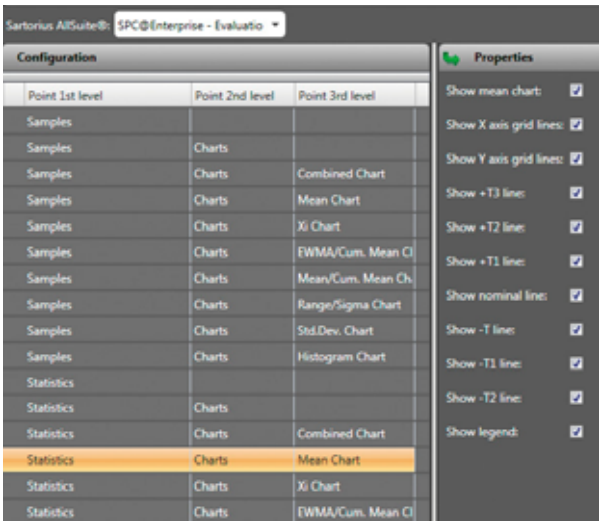 Sartorius AllSuite®: SPC@Enterprise - Evaluatio
Configuration
Point 1st level Point 2nd level Point 3rd level
Samples
Samples Charts
Samples Charts Combined Chart
Samples Charts Mean Chart
Samples Charts Xi Chart
Samples Charts EWMA/Cum. Mean Cl
Samples Charts Mean/Cum. Mean Ch
Samples Charts Range/Sigma Chart
Samples Charts Std.Dev. Chart
Samples Charts Histogram Chart
Statistics
Statistics Charts
Statistics Charts Combined Chart
Statistics Charts Mean Chart
Statistics Charts Xi Chart
Statistics Charts EWMA/Cum. Mean Cl
Properties
Show mean chart:
Show X axis grid lines:
Show Y axis grid lines:
Show +T3 line:
Show +T2 line:
Show +T1 line:
Show nominal line:
Show -T line:
Show -T1 line:
Show -T2 line:
Show legend: